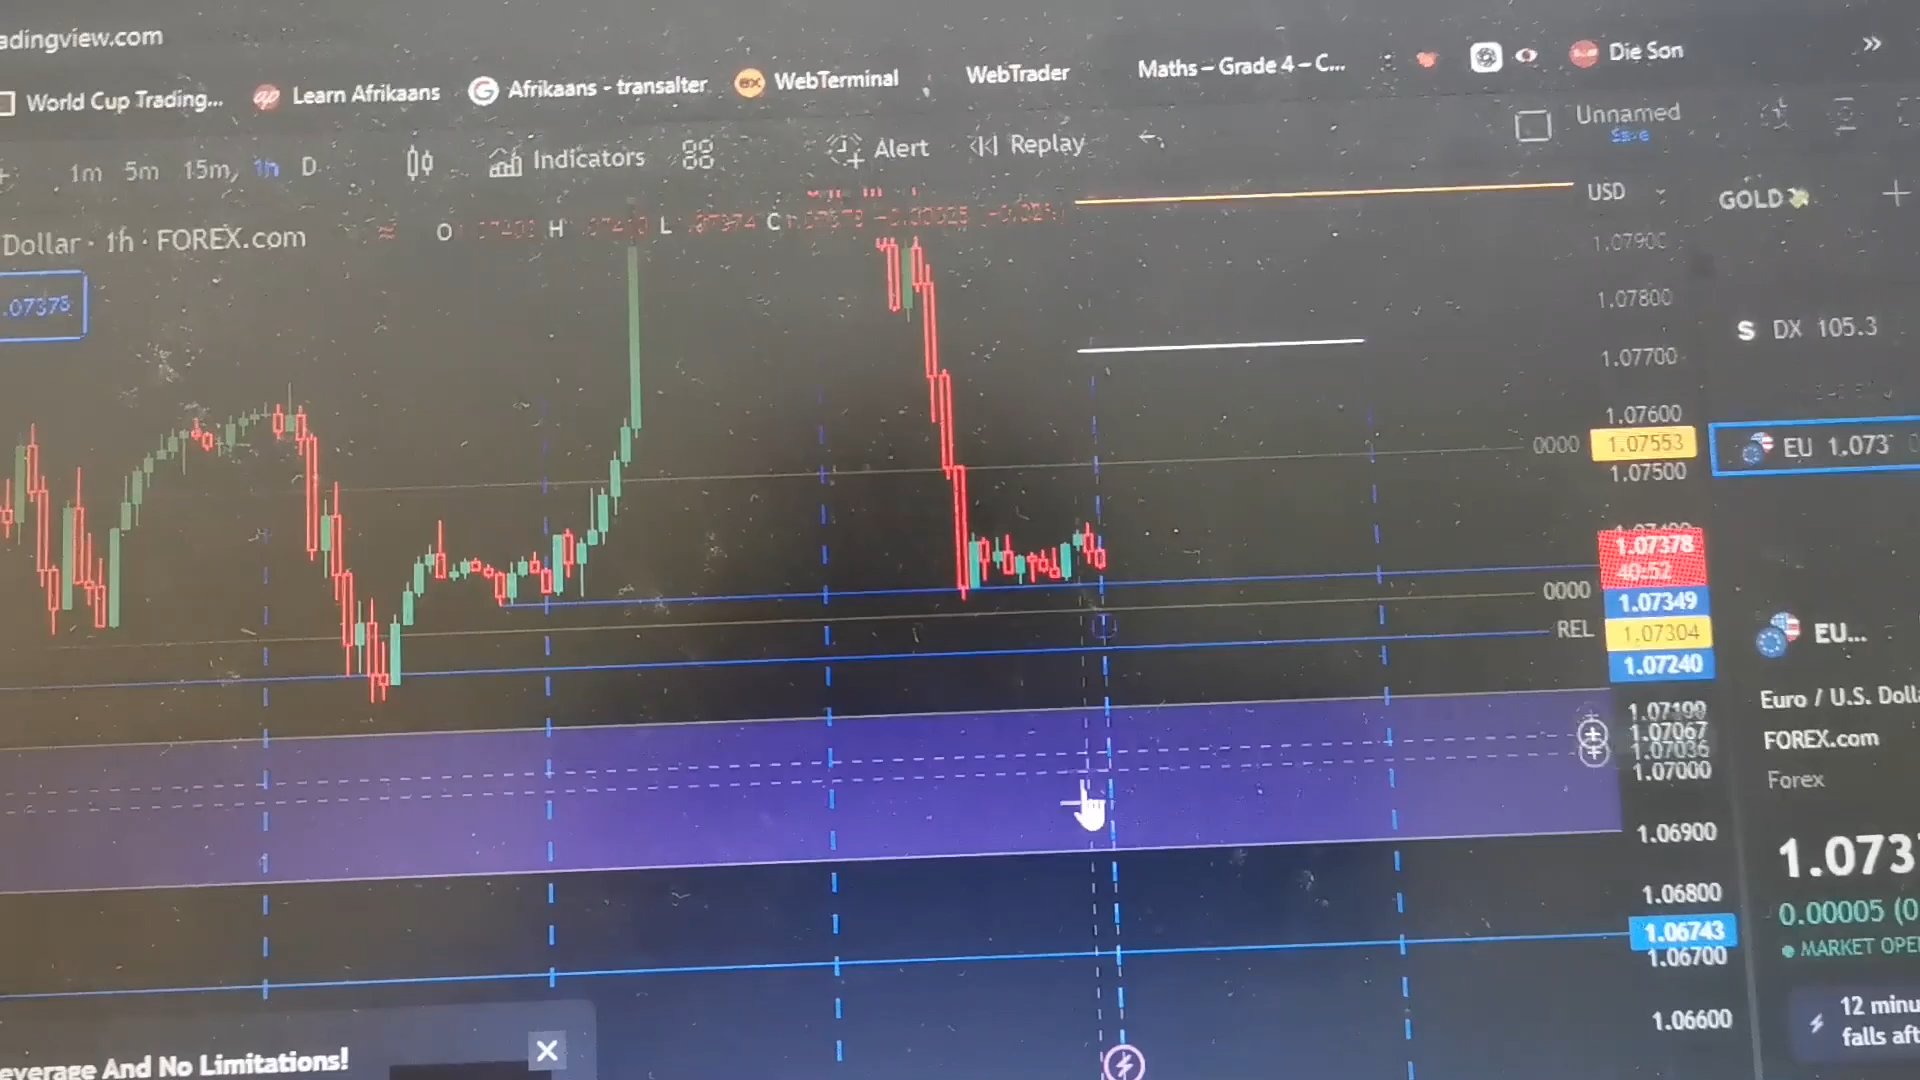 adingview.com
World Cup Trading...
Learn Afrikaans
Afrikaans - transalter
WebTerminal
WebTrader
Maths – Grade 4 – C...
Die Son
»
1m 5m 15m 1h D
Indicators
Alert
Replay
Unnamed
Save
Dollar · 1h · FOREX.com
O H L C
USD
GOLD
.07378
1.07900
1.07800
1.07700
1.07600
0000 1.07553
1.07500
1.07378
40:52
1.07349
0000
REL 1.07304
1.07240
1.07100
1.07067
1.07036
1.07000
1.06900
1.06800
1.06743
1.06700
1.06600
S DX 105.3
EU 1.073
EU...
Euro / U.S. Dolla
FOREX.com
Forex
1.073
0.00005 (0
MARKET OPE
12 minu
falls aft
everage And No Limitations!